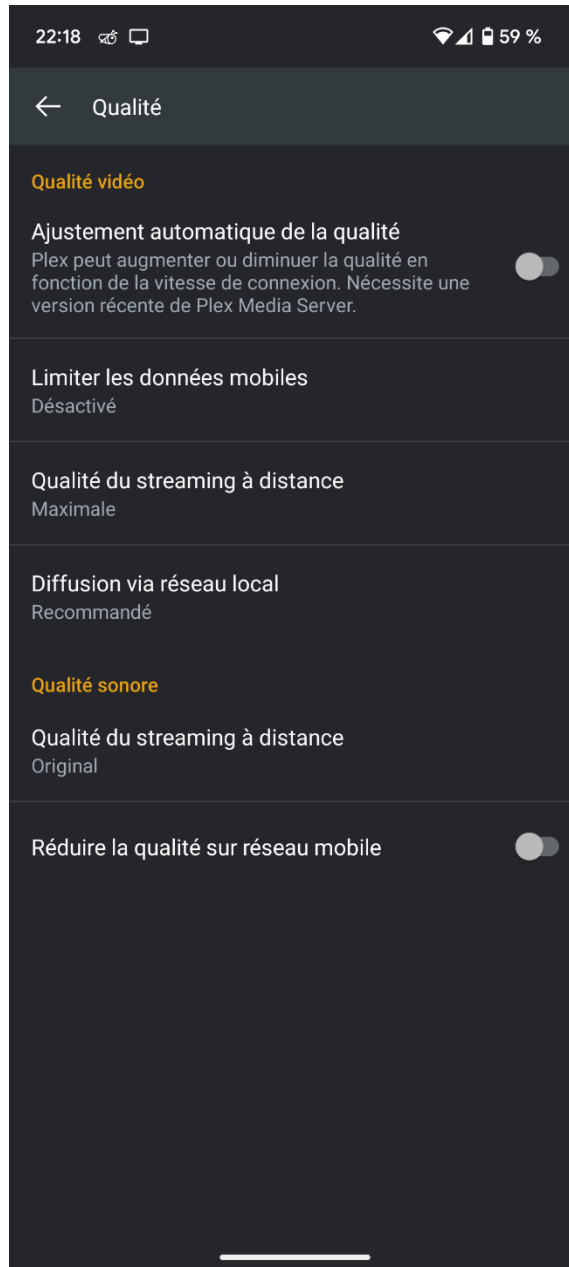 22:18 59 %
Qualité
Qualité vidéo
Ajustement automatique de la qualité
Plex peut augmenter ou diminuer la qualité en
fonction de la vitesse de connexion. Nécessite une
version récente de Plex Media Server.
Limiter les données mobiles
Désactivé
Qualité du streaming à distance
Maximale
Diffusion via réseau local
Recommandé
Qualité sonore
Qualité du streaming à distance
Original
Réduire la qualité sur réseau mobile